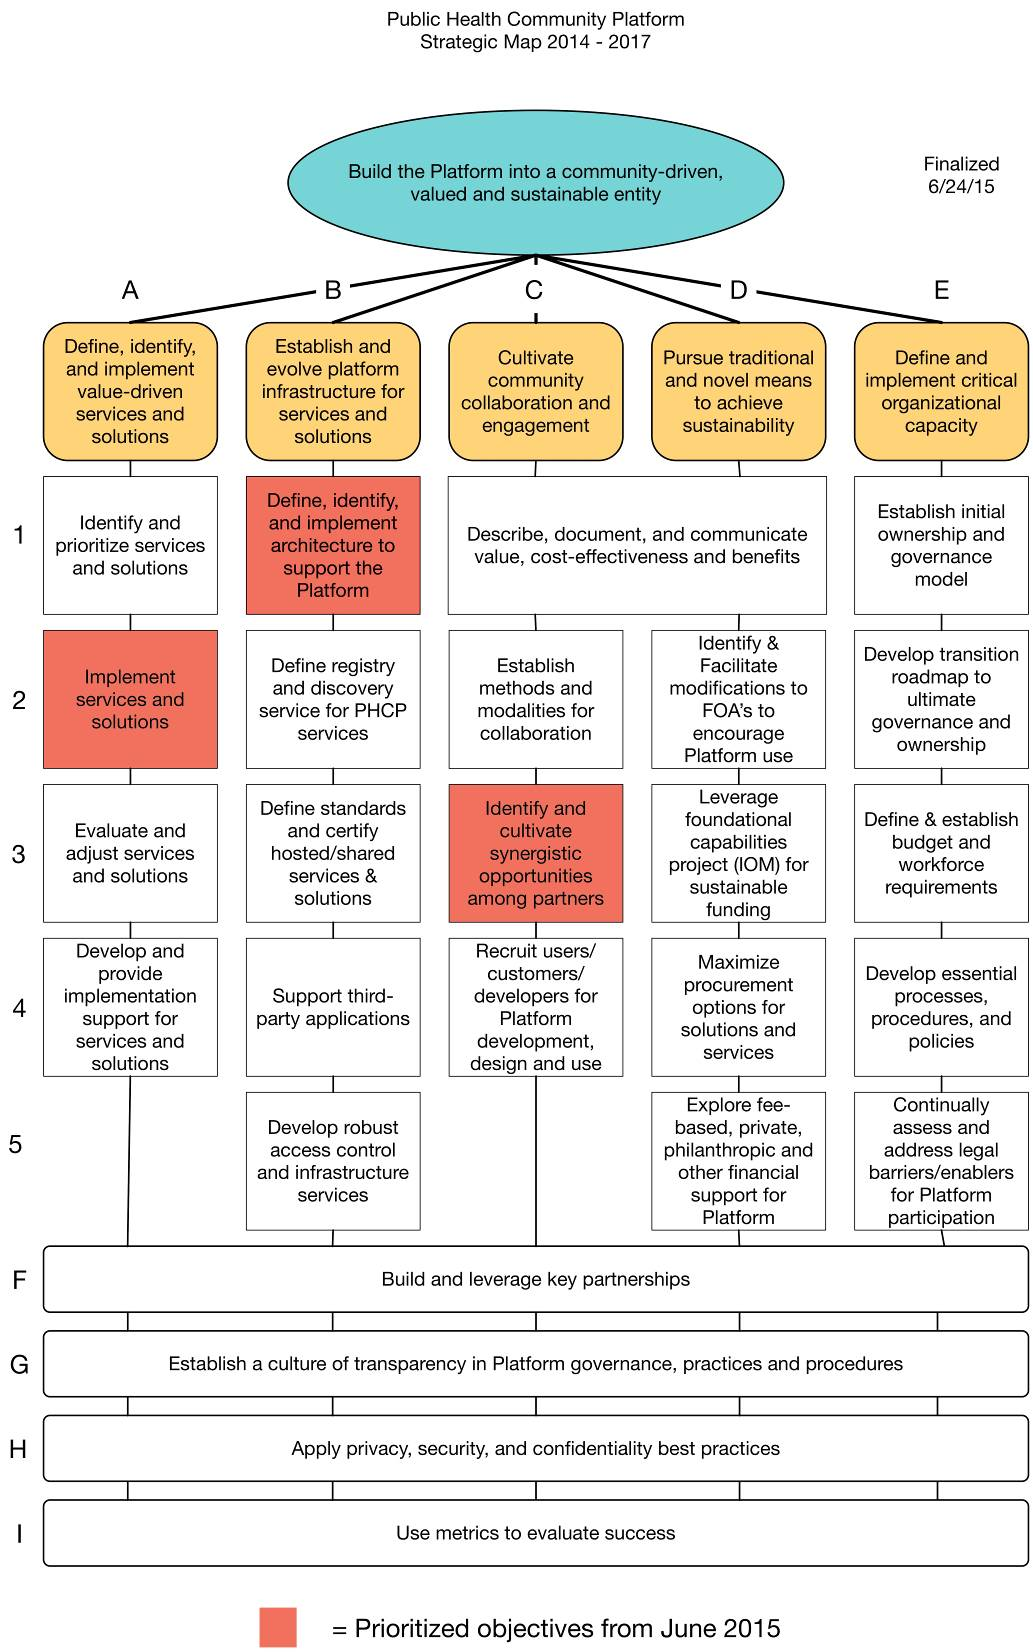 Public Health Community Platform
Strategic Map 2014 - 2017
Build the Platform into a community-driven,
valued and sustainable entity
Finalized
6/24/15
A
B
C
D
E
Define, identify,
and implement
value-driven
services and
solutions
Establish and
evolve platform
infrastructure for
services and
solutions
Cultivate
community
collaboration and
engagement
Pursue traditional
and novel means
to achieve
sustainability
Define and
implement critical
organizational
capacity
1
Identify and
prioritize services
and solutions
Define, identify,
and implement
architecture to
support the
Platform
Describe, document, and communicate
value, cost-effectiveness and benefits
Establish initial
ownership and
governance
model
2
Implement
services and
solutions
Define registry
and discovery
service for PHCP
services
Establish
methods and
modalities for
collaboration
Identify &
Facilitate
modifications to
FOA's to
encourage
Platform use
Develop transition
roadmap to
ultimate
governance and
ownership
3
Evaluate and
adjust services
and solutions
Define standards
and certify
hosted/shared
services &
solutions
Identify and
cultivate
synergistic
opportunities
among partners
Leverage
foundational
capabilities
project (IOM) for
sustainable
funding
Define & establish
budget and
workforce
requirements
4
Develop and
provide
implementation
support for
services and
solutions
Support third-
party applications
Recruit users/
customers/
developers for
Platform
development,
design and use
Maximize
procurement
options for
solutions and
services
Develop essential
processes,
procedures, and
policies
5
Develop robust
access control
and infrastructure
services
Explore fee-
based, private,
philanthropic and
other financial
support for
Platform
Continually
assess and
address legal
barriers/enablers
for Platform
participation
F
Build and leverage key partnerships
G
Establish a culture of transparency in Platform governance, practices and procedures
H
Apply privacy, security, and confidentiality best practices
I
Use metrics to evaluate success
= Prioritized objectives from June 2015